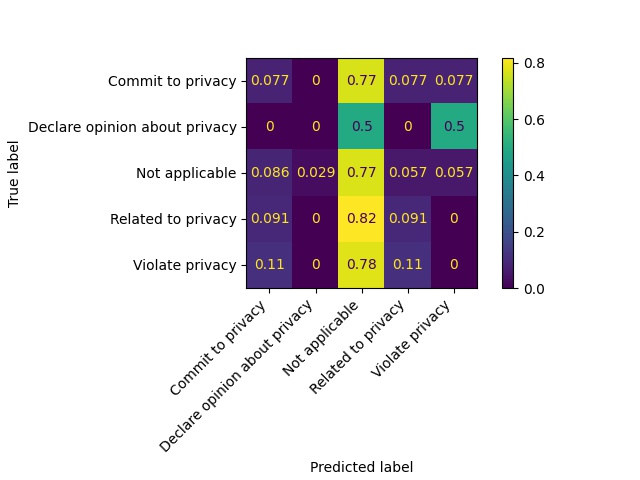 Commit to privacy 0.077 0 0.77 0.077 0.077
Declare opinion about privacy 0 0 0.5 0 0.5
Not applicable 0.086 0.029 0.77 0.057 0.057
Related to privacy 0.091 0 0.82 0.091 0
Violate privacy 0.11 0 0.78 0.11 0
True label
Commit to privacy
Declare opinion about privacy
Not applicable
Related to privacy
Violate privacy
Predicted label
0.8
0.6
0.4
0.2
0.0